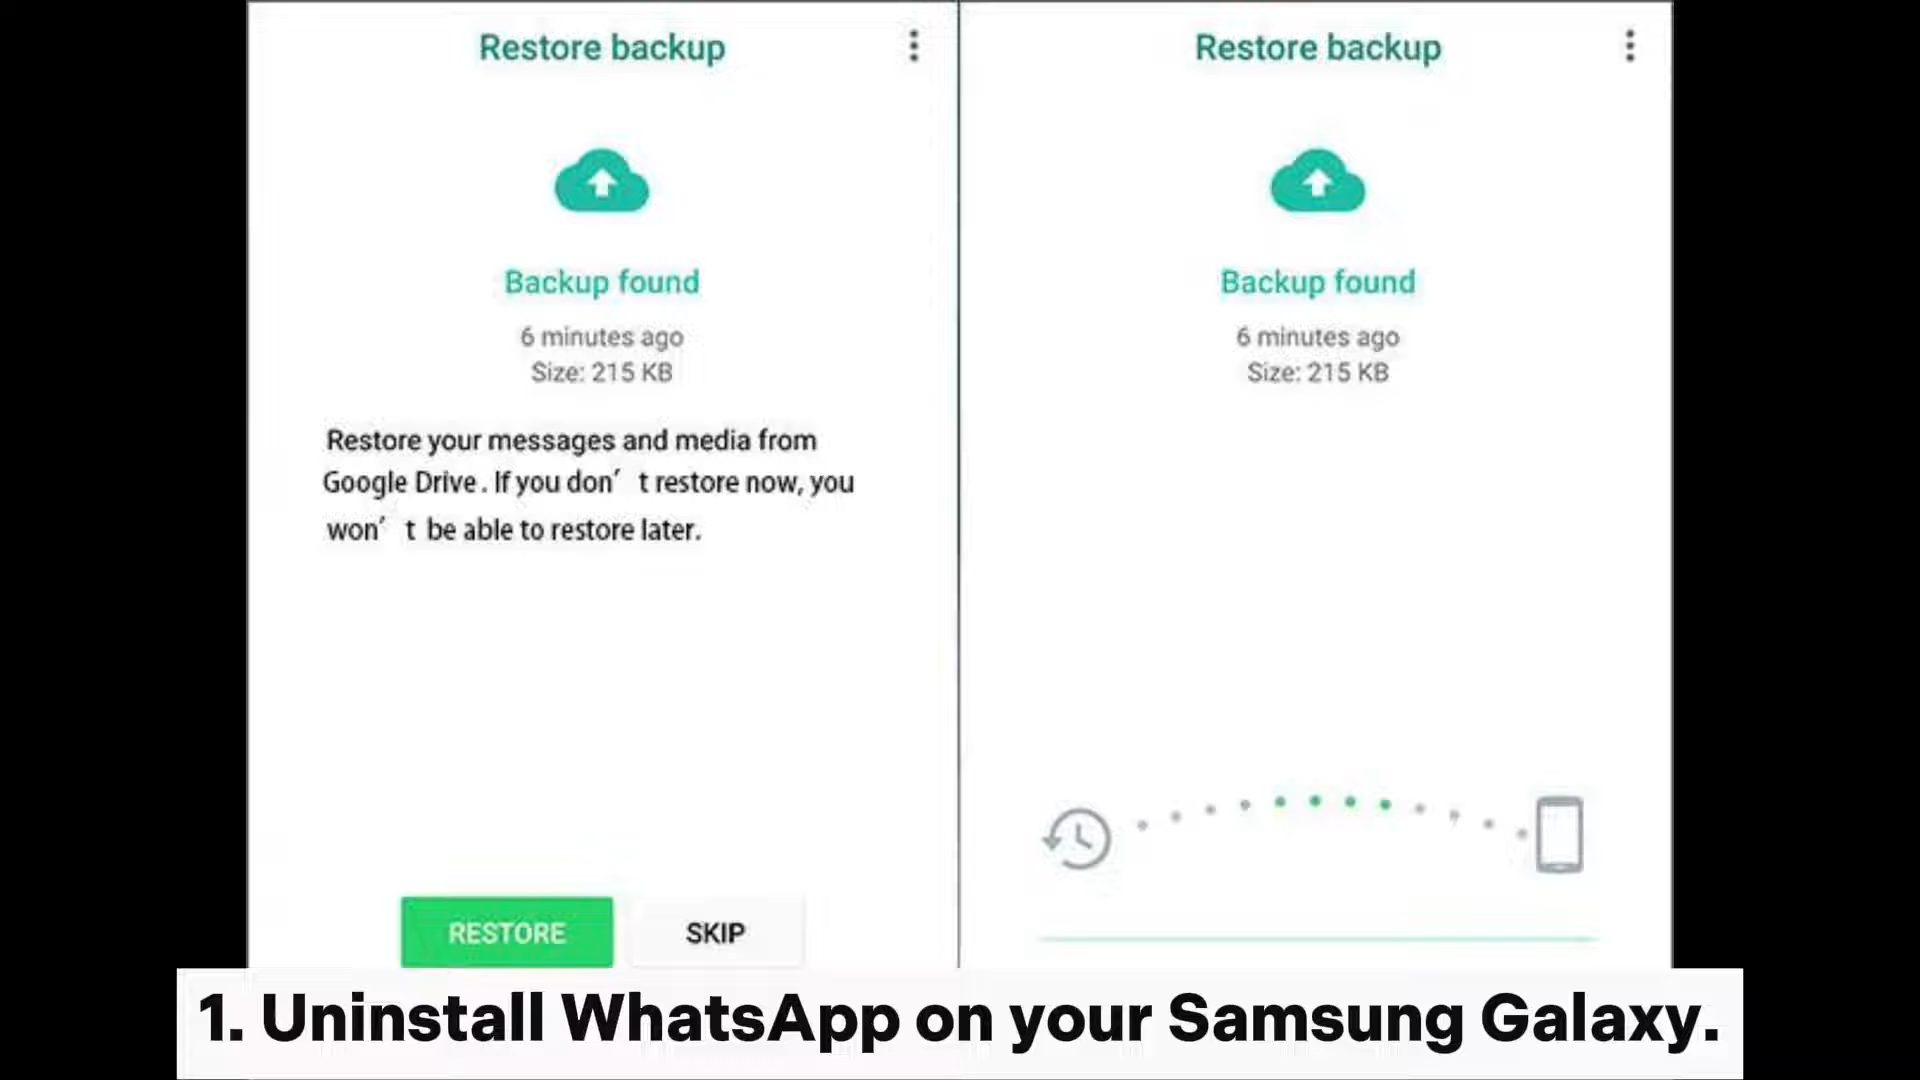 Restore backup
Backup found
6 minutes ago
Size: 215 KB
Restore your messages and media from
Google Drive. If you don′ t restore now, you
won′ t be able to restore later.
RESTORE
SKIP
Restore backup
Backup found
6 minutes ago
Size: 215 KB
1. Uninstall WhatsApp on your Samsung Galaxy.